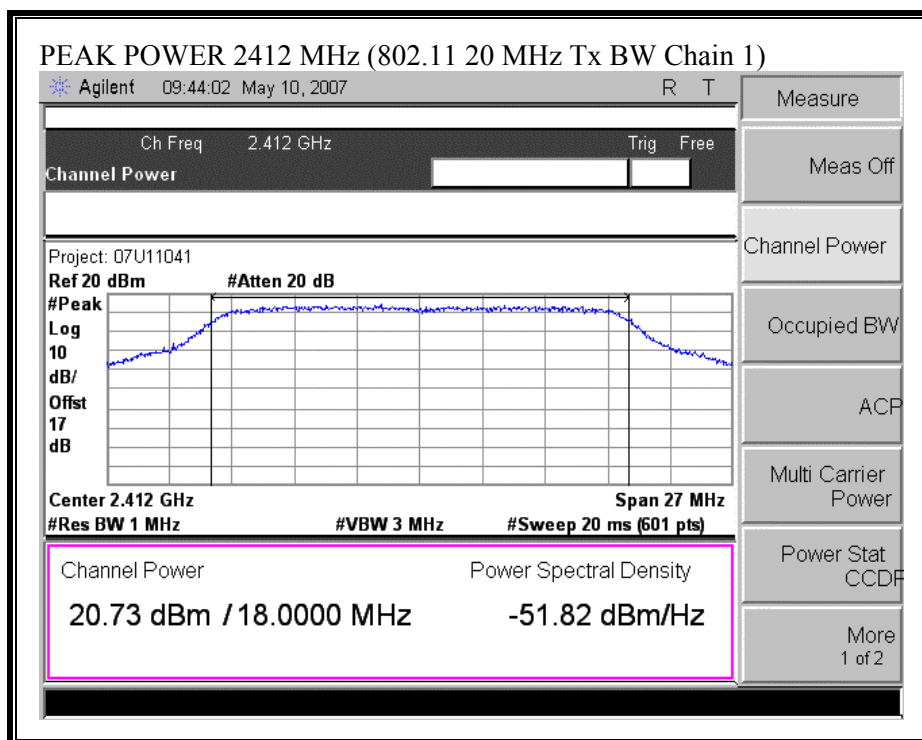 PEAK POWER 2412 MHz (802.11 20 MHz Tx BW Chain 1)
Agilent 09:44:02 May 10, 2007 R T
Measure
Ch Freq 2.412 GHz Trig Free
Channel Power
Meas Off
Channel Power
Project: 07U11041
Ref 20 dBm #Atten 20 dB
#Peak
Log
10
dB/
Offst
17
dB
Occupied BW
ACP
Center 2.412 GHz Span 27 MHz
#Res BW 1 MHz #VBW 3 MHz #Sweep 20 ms (601 pts)
Multi Carrier
Power
Channel Power Power Spectral Density
20.73 dBm / 18.0000 MHz -51.82 dBm/Hz
Power Stat
CCDF
More
1 of 2